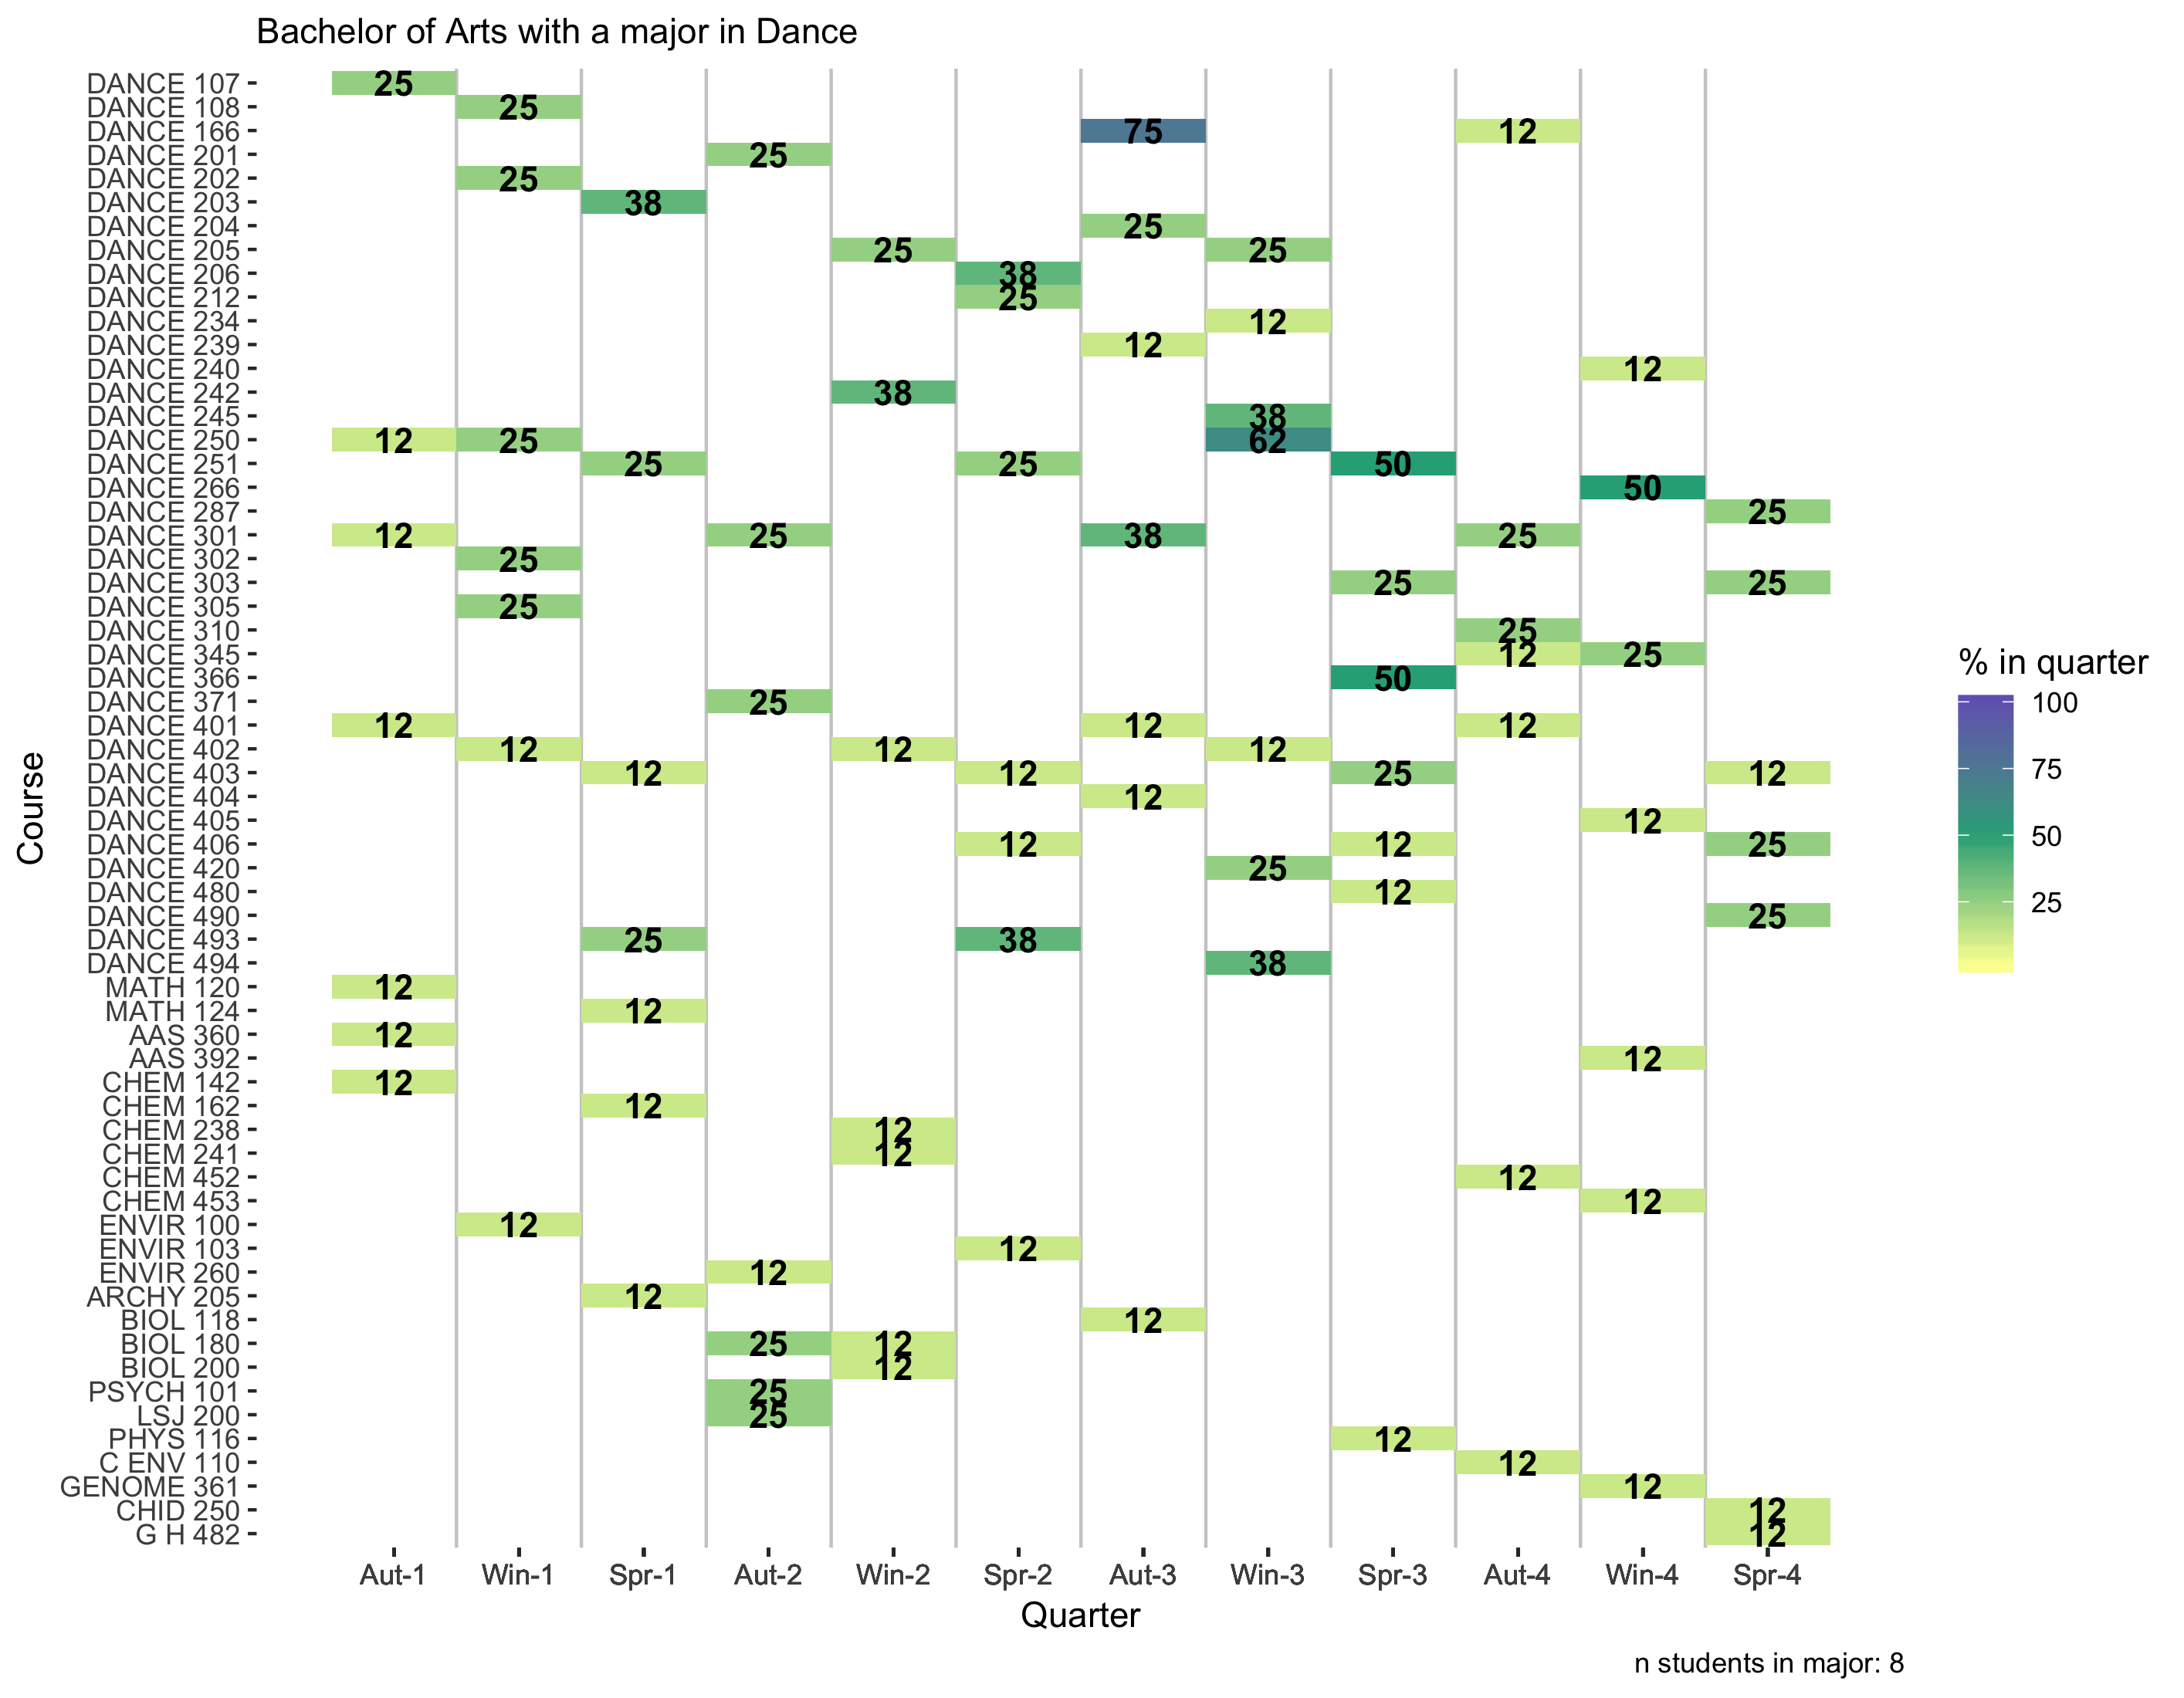 Bachelor of Arts with a major in Dance
DANCE 107 25
DANCE 108 25
DANCE 166 75 12
DANCE 201 25
DANCE 202 25
DANCE 203 38
DANCE 204 25
DANCE 205 25 25
DANCE 206 38
DANCE 212 25
DANCE 234 12
DANCE 239 12
DANCE 240 12
DANCE 242 38
DANCE 245 38
DANCE 250 12 25 62
DANCE 251 25 25 50
DANCE 266 50
DANCE 287 25
DANCE 301 12 25 38 25
DANCE 302 25
DANCE 303 25 25
DANCE 305 25
DANCE 310 25
DANCE 345 12 25
DANCE 366 50
DANCE 371 25
DANCE 401 12 12 12
DANCE 402 12 12 12
DANCE 403 12 12 25 12
DANCE 404 12
DANCE 405 12
DANCE 406 12 12 25
DANCE 420 25
DANCE 480 12
DANCE 490 25
DANCE 493 25 38
DANCE 494 38
MATH 120 12
MATH 124 12
AAS 360 12
AAS 392 12
CHEM 142 12
CHEM 162 12
CHEM 238 12
CHEM 241 12
CHEM 452 12
CHEM 453 12
ENVIR 100 12
ENVIR 103 12
ENVIR 260 12
ARCHY 205 12
BIOL 118 12
BIOL 180 25 12
BIOL 200 12
PSYCH 101 25
LSJ 200 25
PHYS 116 12
C ENV 110 12
GENOME 361 12
CHID 250 12
G H 482 12
Course
Aut-1 Win-1 Spr-1 Aut-2 Win-2 Spr-2 Aut-3 Win-3 Spr-3 Aut-4 Win-4 Spr-4
Quarter
% in quarter
100
75
50
25
n students in major: 8